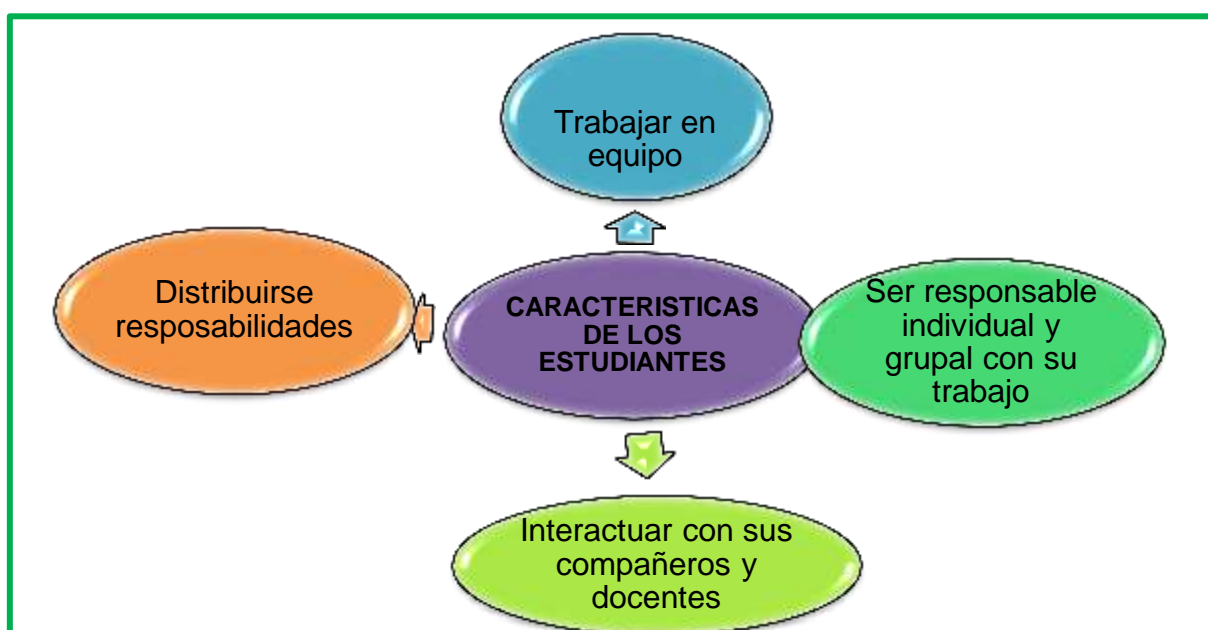 Trabajar en
equipo
Distribuirse
resposabilidades
CARACTERISTICAS
DE LOS
ESTUDIANTES
Ser responsable
individual y
grupal con su
trabajo
Interactuar con sus
compañeros y
docentes